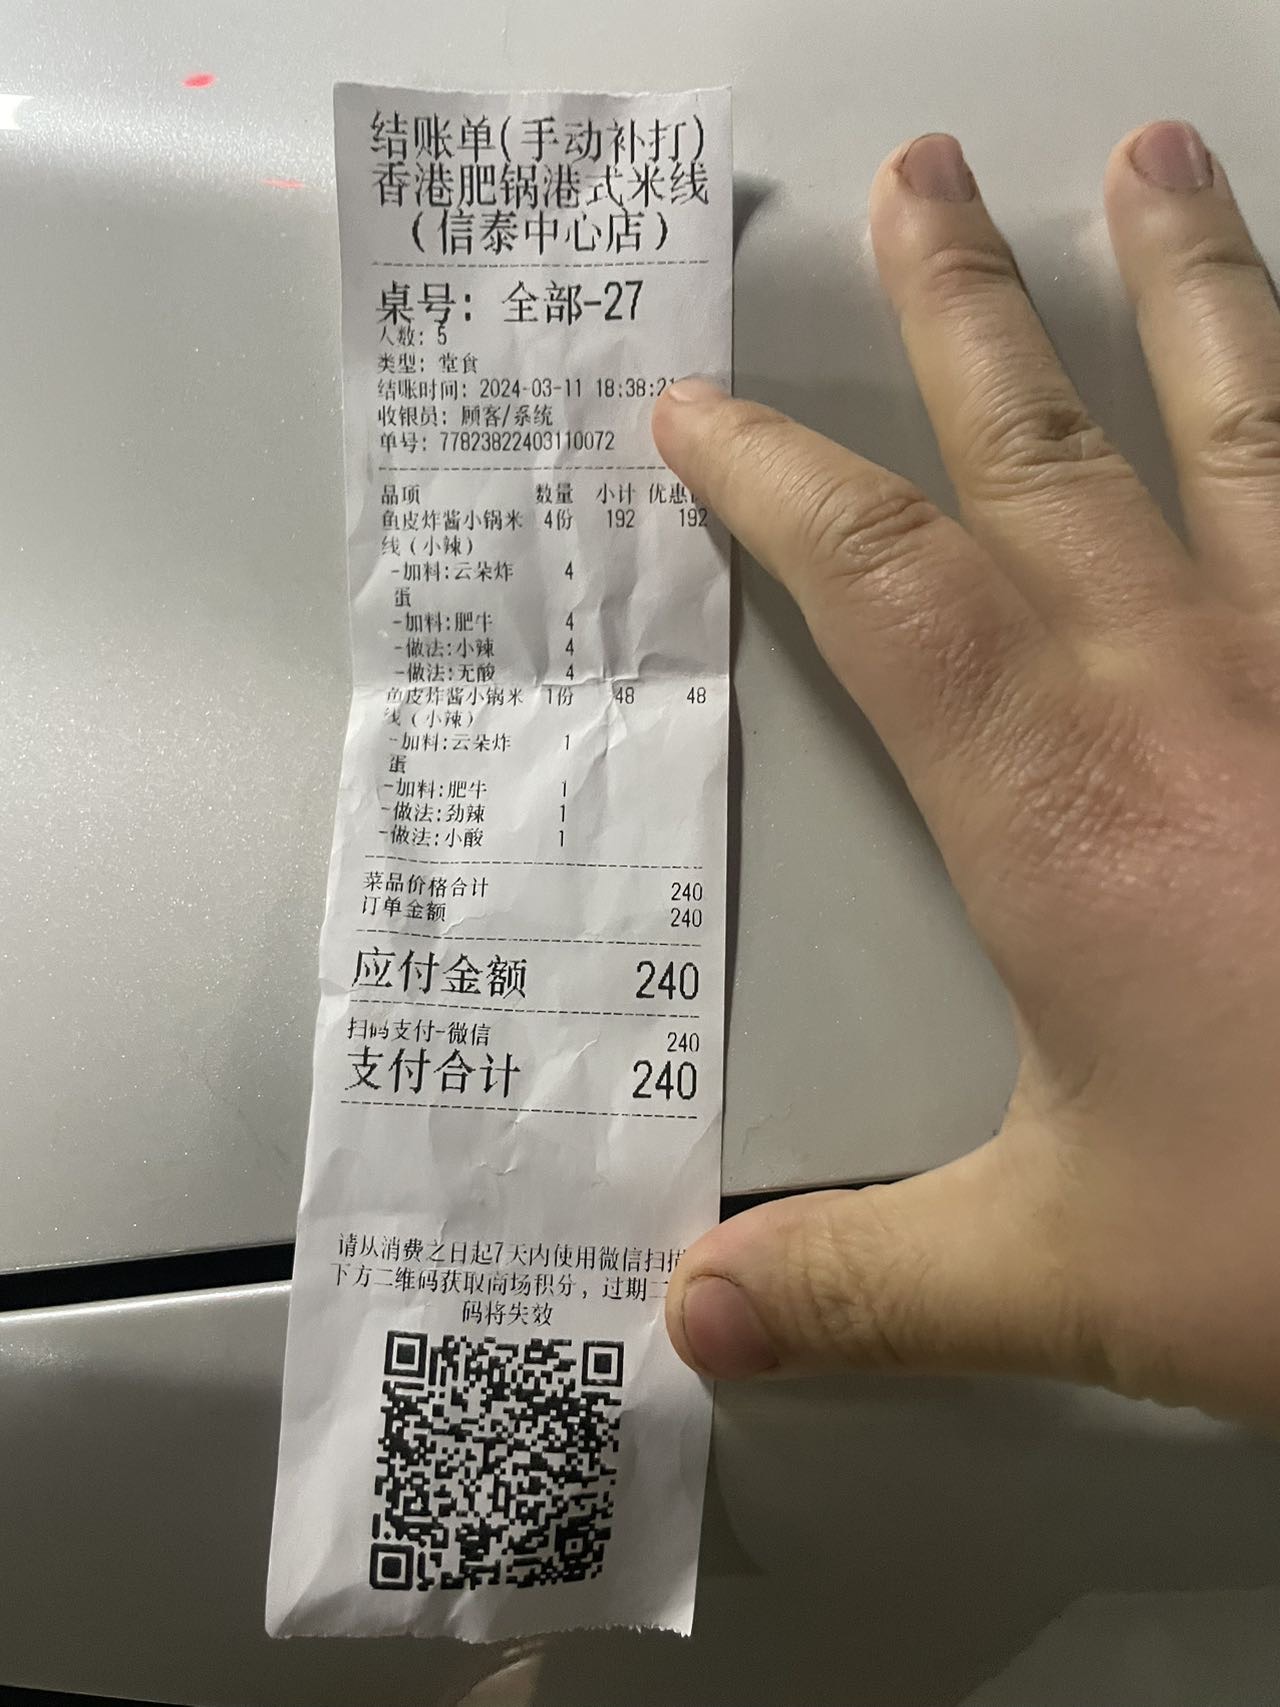 结账单(手动补打)
香港肥锅港式米线
(信泰中心店)
桌号: 全部-27
人数: 5
类型: 堂食
结账时间: 2024-03-11 18:38:21
收银员: 顾客/系统
单号: 77823822403110072
品项 数量 小计 优惠
鱼皮炸酱小锅米 4份 192 192
线(小辣)
-加料:云朵炸 4
蛋
-加料:肥牛 4
-做法:小辣 4
-做法:无酸 4
鱼皮炸酱小锅米 1份 48 48
线(小辣)
-加料:云朵炸 1
蛋
-加料:肥牛 1
-做法:劲辣 1
-做法:小酸 1
菜品价格合计 240
订单金额 240
应付金额 240
扫码支付-微信 240
支付合计 240
请从消费之日起7天内使用微信扫描
下方二维码获取商场积分, 过期二
码将失效